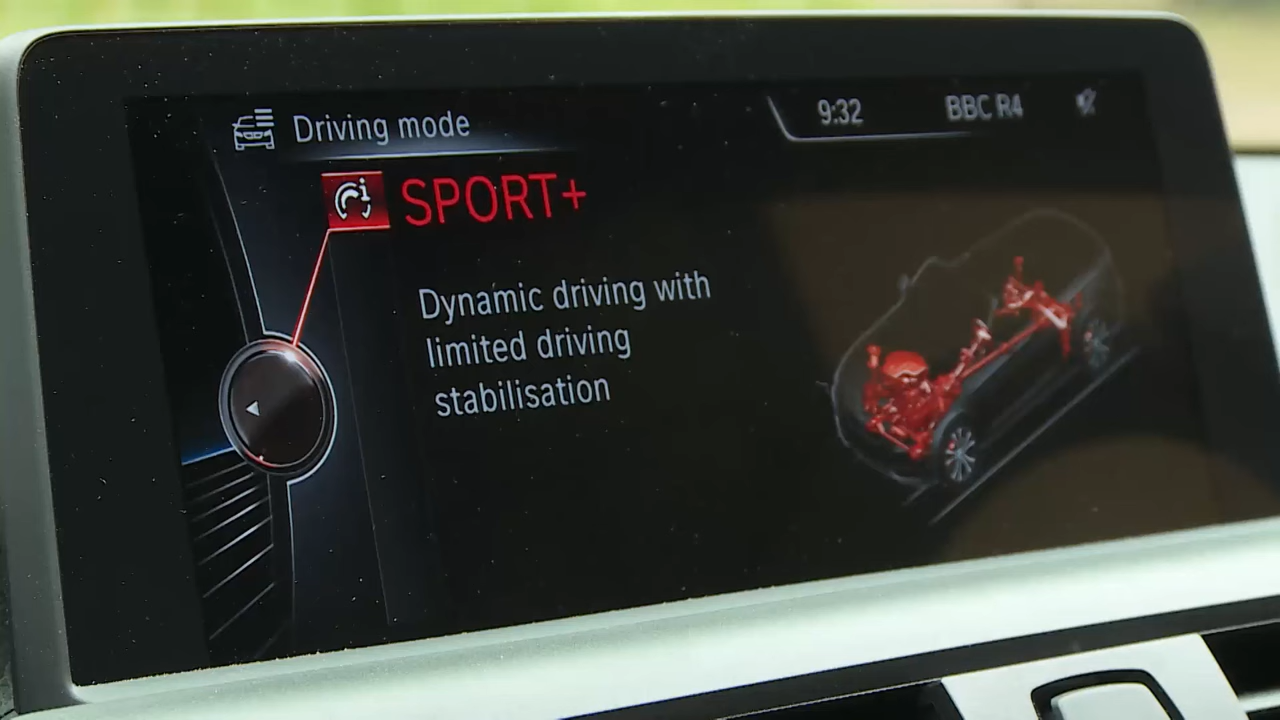 Driving mode
9:32
BBC R4
SPORT+
Dynamic driving with
limited driving
stabilisation